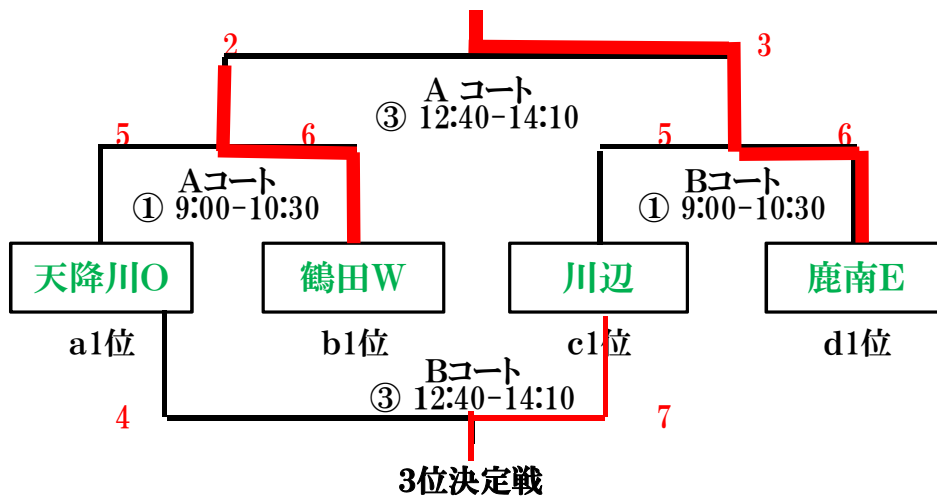 2
3
A コート
③ 12:40-14:10
5
6
5
6
Aコート
① 9:00-10:30
Bコート
① 9:00-10:30
天降川O
鶴田W
川辺
鹿南E
a1位
b1位
c1位
d1位
Bコート
③ 12:40-14:10
4
7
3位決定戦